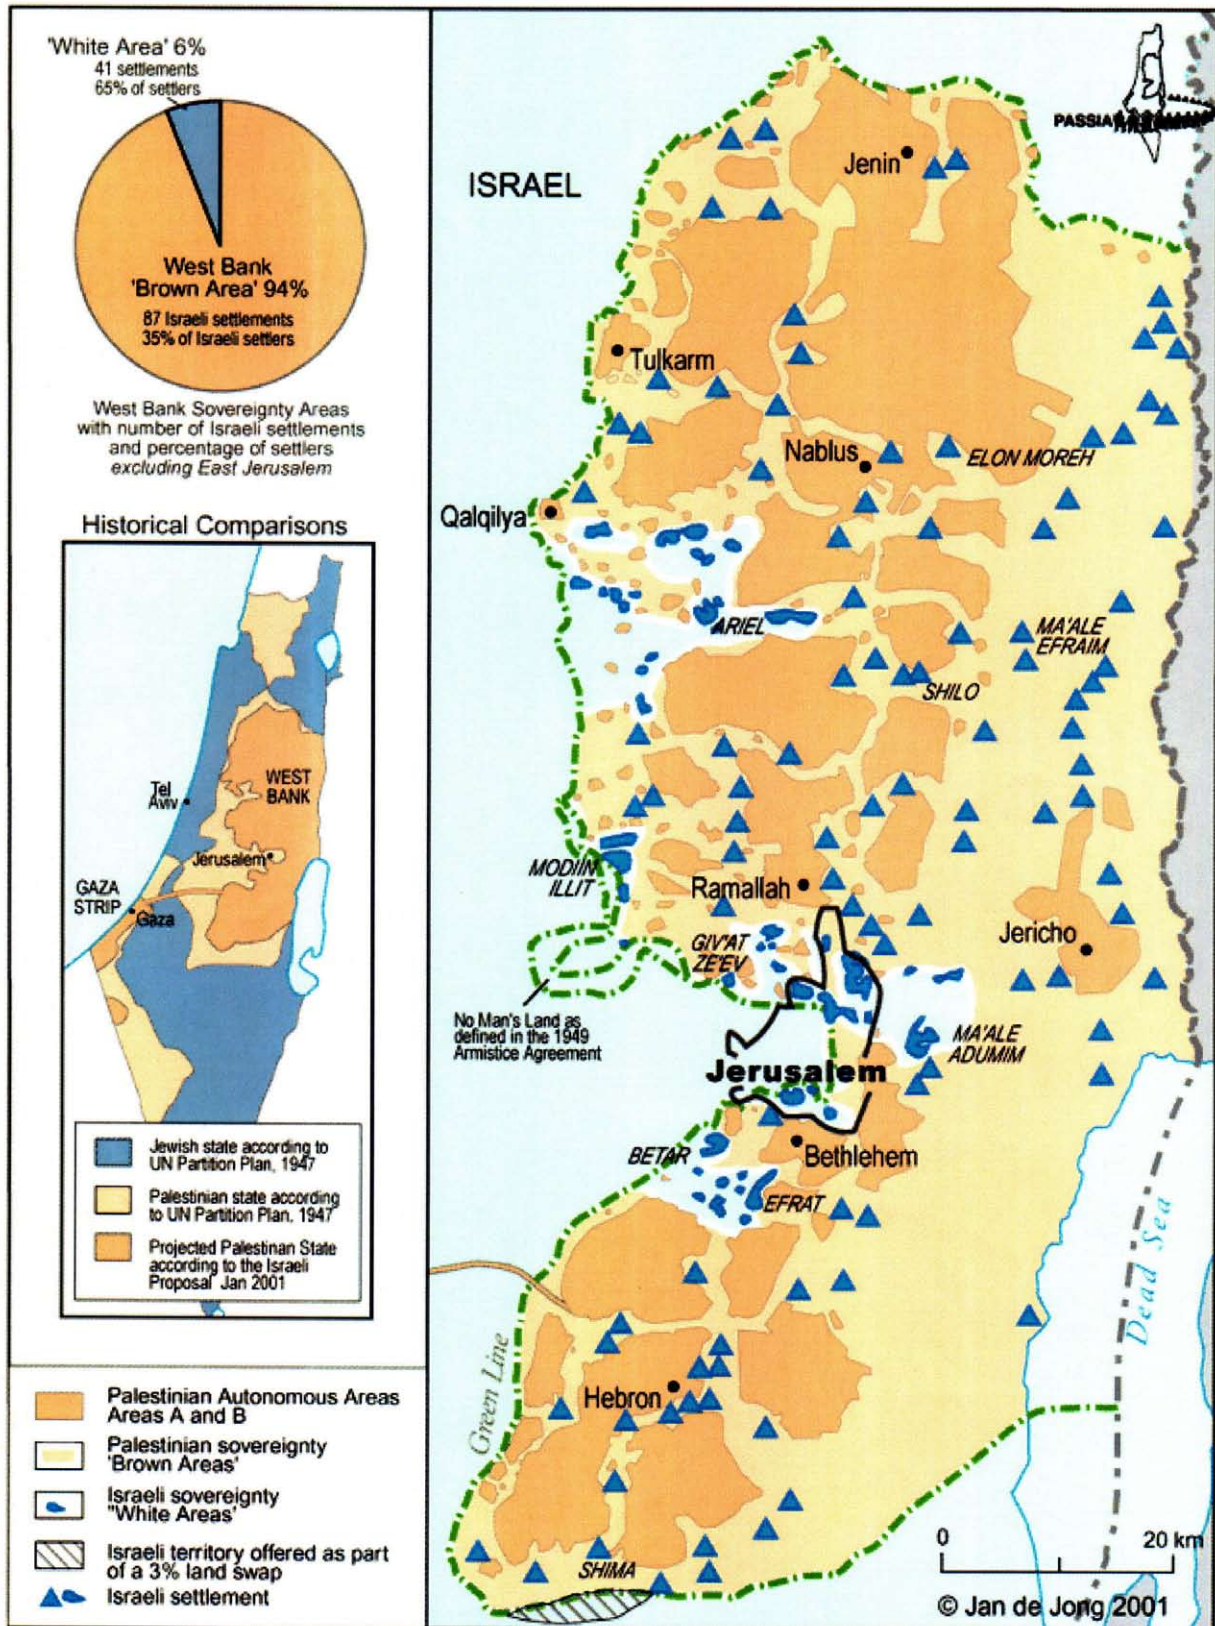 'White Area' 6%
41 settlements
65% of settlers
West Bank
'Brown Area' 94%
87 Israeli settlements
35% of Israeli settlers
West Bank Sovereignty Areas
with number of Israeli settlements
and percentage of settlers
excluding East Jerusalem
Historical Comparisons
Tel
Aviv
WEST
BANK
Jerusalem
GAZA
STRIP
Gaza
Jewish state according to
UN Partition Plan, 1947
Palestinian state according
to UN Partition Plan, 1947
Projected Palestinan State
according to the Israeli
Proposal Jan 2001
Palestinian Autonomous Areas
Areas A and B
Palestinian sovereignty
'Brown Areas'
Israeli sovereignty
"White Areas'
Israeli territory offered as part
of a 3% land swap
Israeli settlement
PASSIA
ISRAEL
Jenin
Tulkarm
Nablus
ELON MOREH
Qalqilya
ARIEL
MA'ALE
EFRAIM
SHILO
MODIIN
ILLIT
Ramallah
GIV'AT
ZE'EV
Jericho
No Man's Land as
defined in the 1949
Armistice Agreement
MA'ALE
ADUMIM
Jerusalem
BETAR
Bethlehem
EFRAT
Dead Sea
Green Line
Hebron
SHIMA
0 20 km
© Jan de Jong 2001